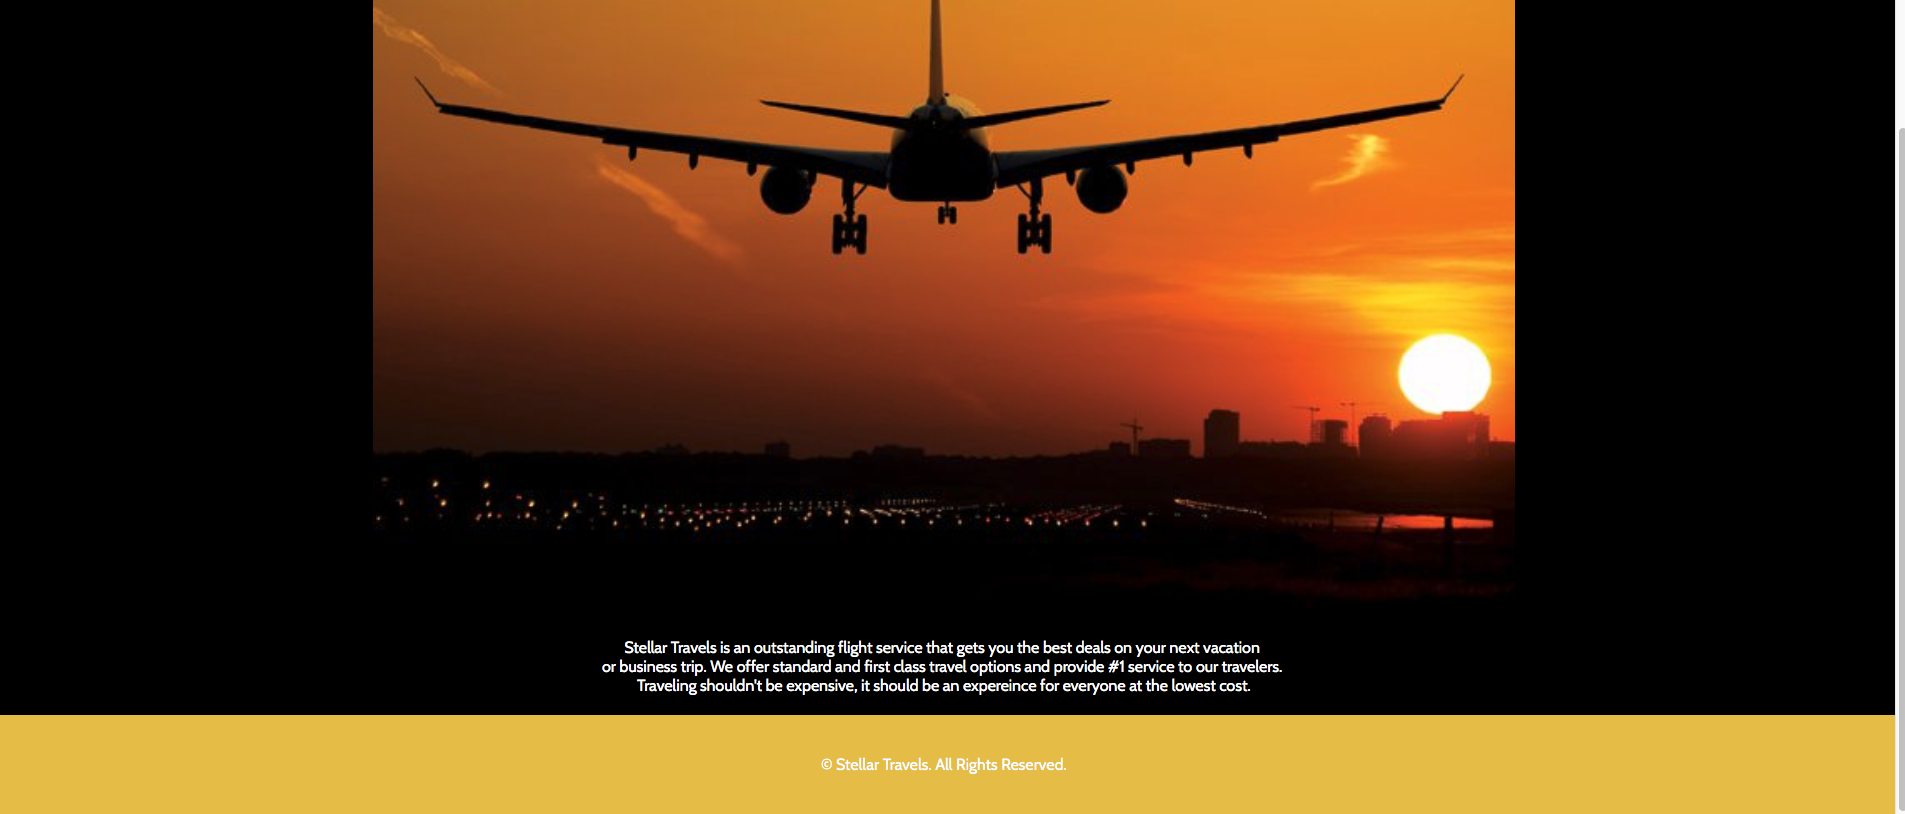 Stellar Travels is an outstanding flight service that gets you the best deals on your next vacation
or business trip. We offer standard and first class travel options and provide #1 service to our travelers.
Traveling shouldn't be expensive, it should be an expereince for everyone at the lowest cost.
© Stellar Travels. All Rights Reserved.